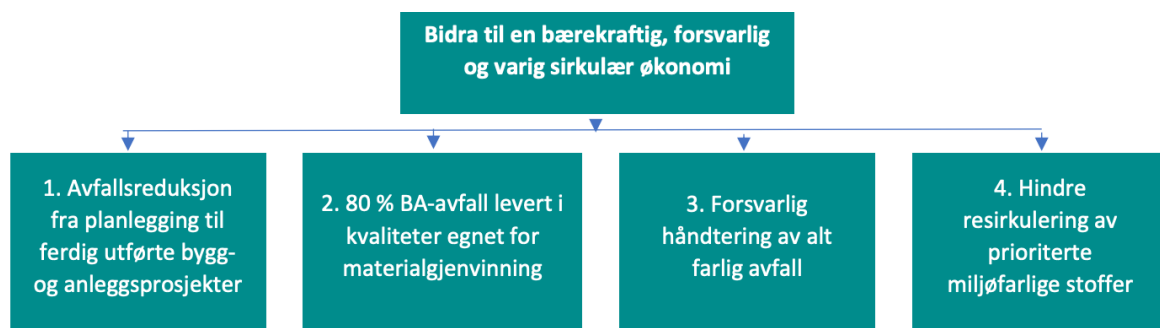 Bidra til en bærekraftig, forsvarlig
og varig sirkulær økonomi
1. Avfallsreduksjon
fra planlegging til
ferdig utførte bygg-
og anleggsprosjekter
2. 80 % BA-avfall levert i
kvaliteter egnet for
materialgjenvinning
3. Forsvarlig
håndtering av alt
farlig avfall
4. Hindre
resirkulering av
prioriterte
miljøfarlige stoffer